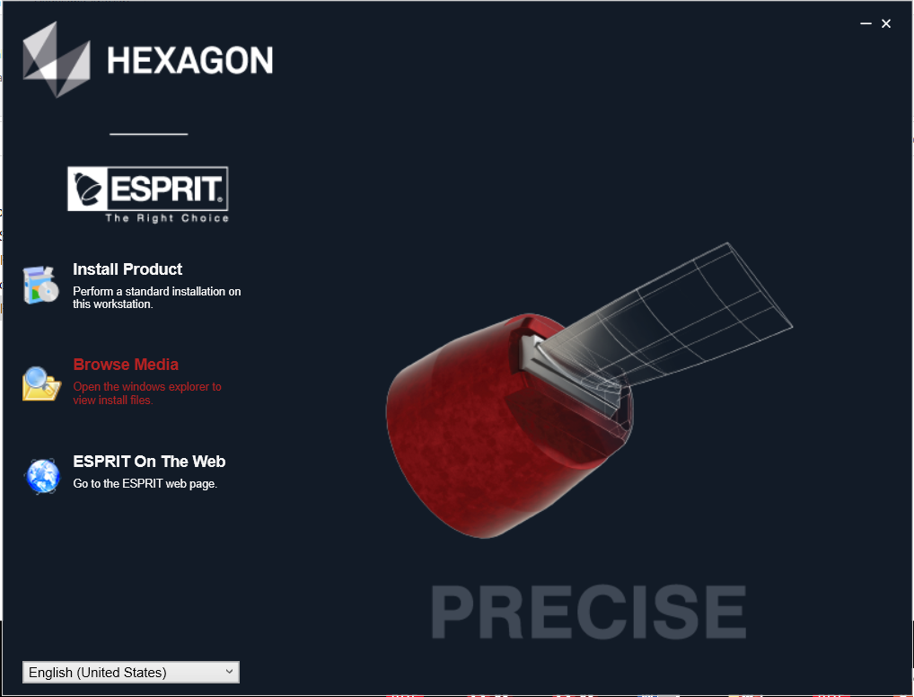 HEXAGON
ESPRIT®
The Right Choice
Install Product
Perform a standard installation on
this workstation.
Browse Media
Open the windows explorer to
view install files.
ESPRIT On The Web
Go to the ESPRIT web page.
PRECISE
English (United States)